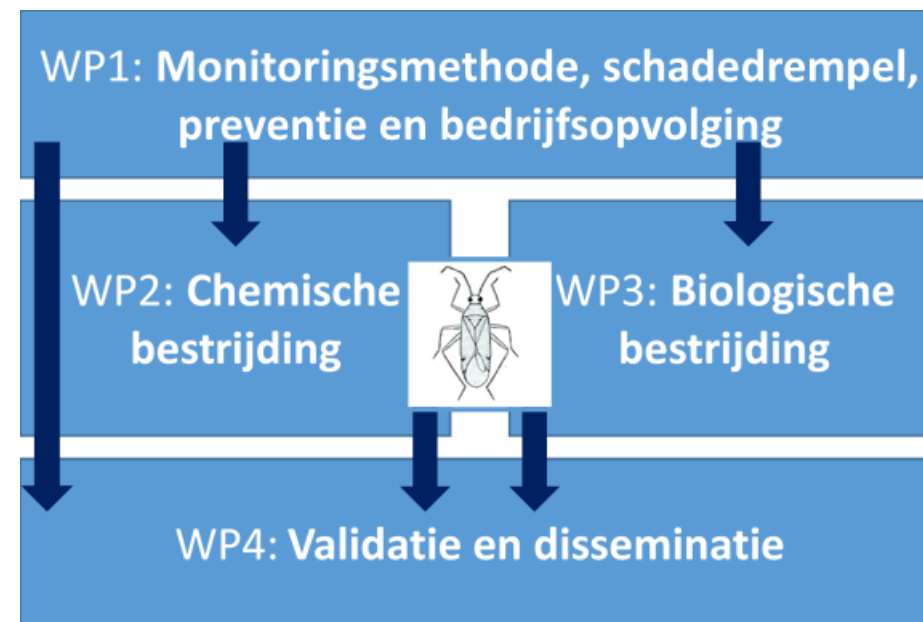 WP1: Monitoringsmethode, schadedrempel,
preventie en bedrijfsopvolging
WP2: Chemische
bestrijding
WP3: Biologische
bestrijding
WP4: Validatie en disseminatie